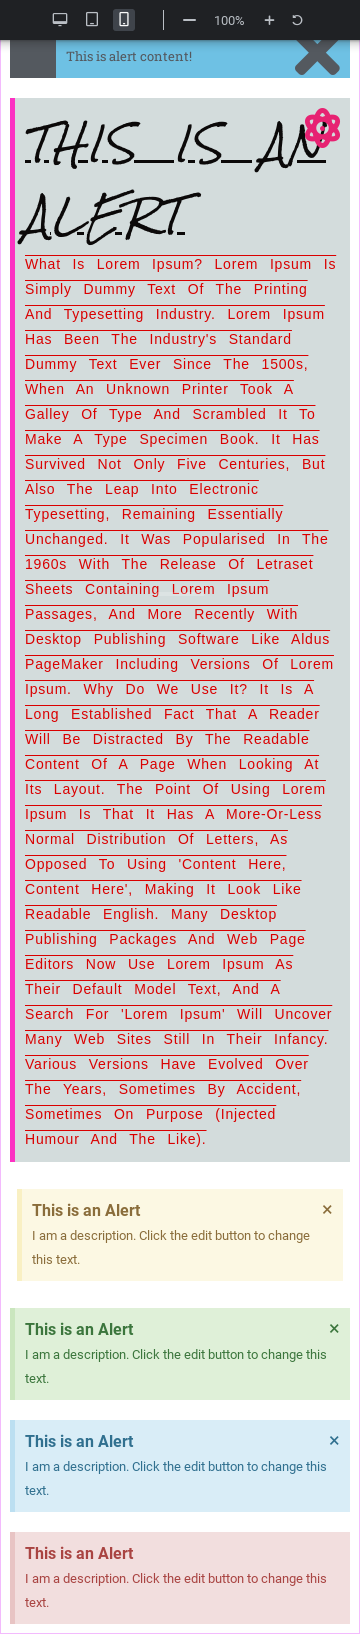 100%
This is alert content!
THIS IS AN
ALERT
What Is Lorem Ipsum? Lorem Ipsum Is
Simply Dummy Text Of The Printing
And Typesetting Industry. Lorem Ipsum
Has Been The Industry's Standard
Dummy Text Ever Since The 1500s,
When An Unknown Printer Took A
Galley Of Type And Scrambled It To
Make A Type Specimen Book. It Has
Survived Not Only Five Centuries, But
Also The Leap Into Electronic
Typesetting, Remaining Essentially
Unchanged. It Was Popularised In The
1960s With The Release Of Letraset
Sheets Containing Lorem Ipsum
Passages, And More Recently With
Desktop Publishing Software Like Aldus
PageMaker Including Versions Of Lorem
Ipsum. Why Do We Use It? It Is A
Long Established Fact That A Reader
Will Be Distracted By The Readable
Content Of A Page When Looking At
Its Layout. The Point Of Using Lorem
Ipsum Is That It Has A More-Or-Less
Normal Distribution Of Letters, As
Opposed To Using 'Content Here,
Content Here', Making It Look Like
Readable English. Many Desktop
Publishing Packages And Web Page
Editors Now Use Lorem Ipsum As
Their Default Model Text, And A
Search For 'Lorem Ipsum' Will Uncover
Many Web Sites Still In Their Infancy.
Various Versions Have Evolved Over
The Years, Sometimes By Accident,
Sometimes On Purpose (Injected
Humour And The Like).
This is an Alert
I am a description. Click the edit button to change
this text.
This is an Alert
I am a description. Click the edit button to change this
text.
This is an Alert
I am a description. Click the edit button to change this
text.
This is an Alert
I am a description. Click the edit button to change this
text.